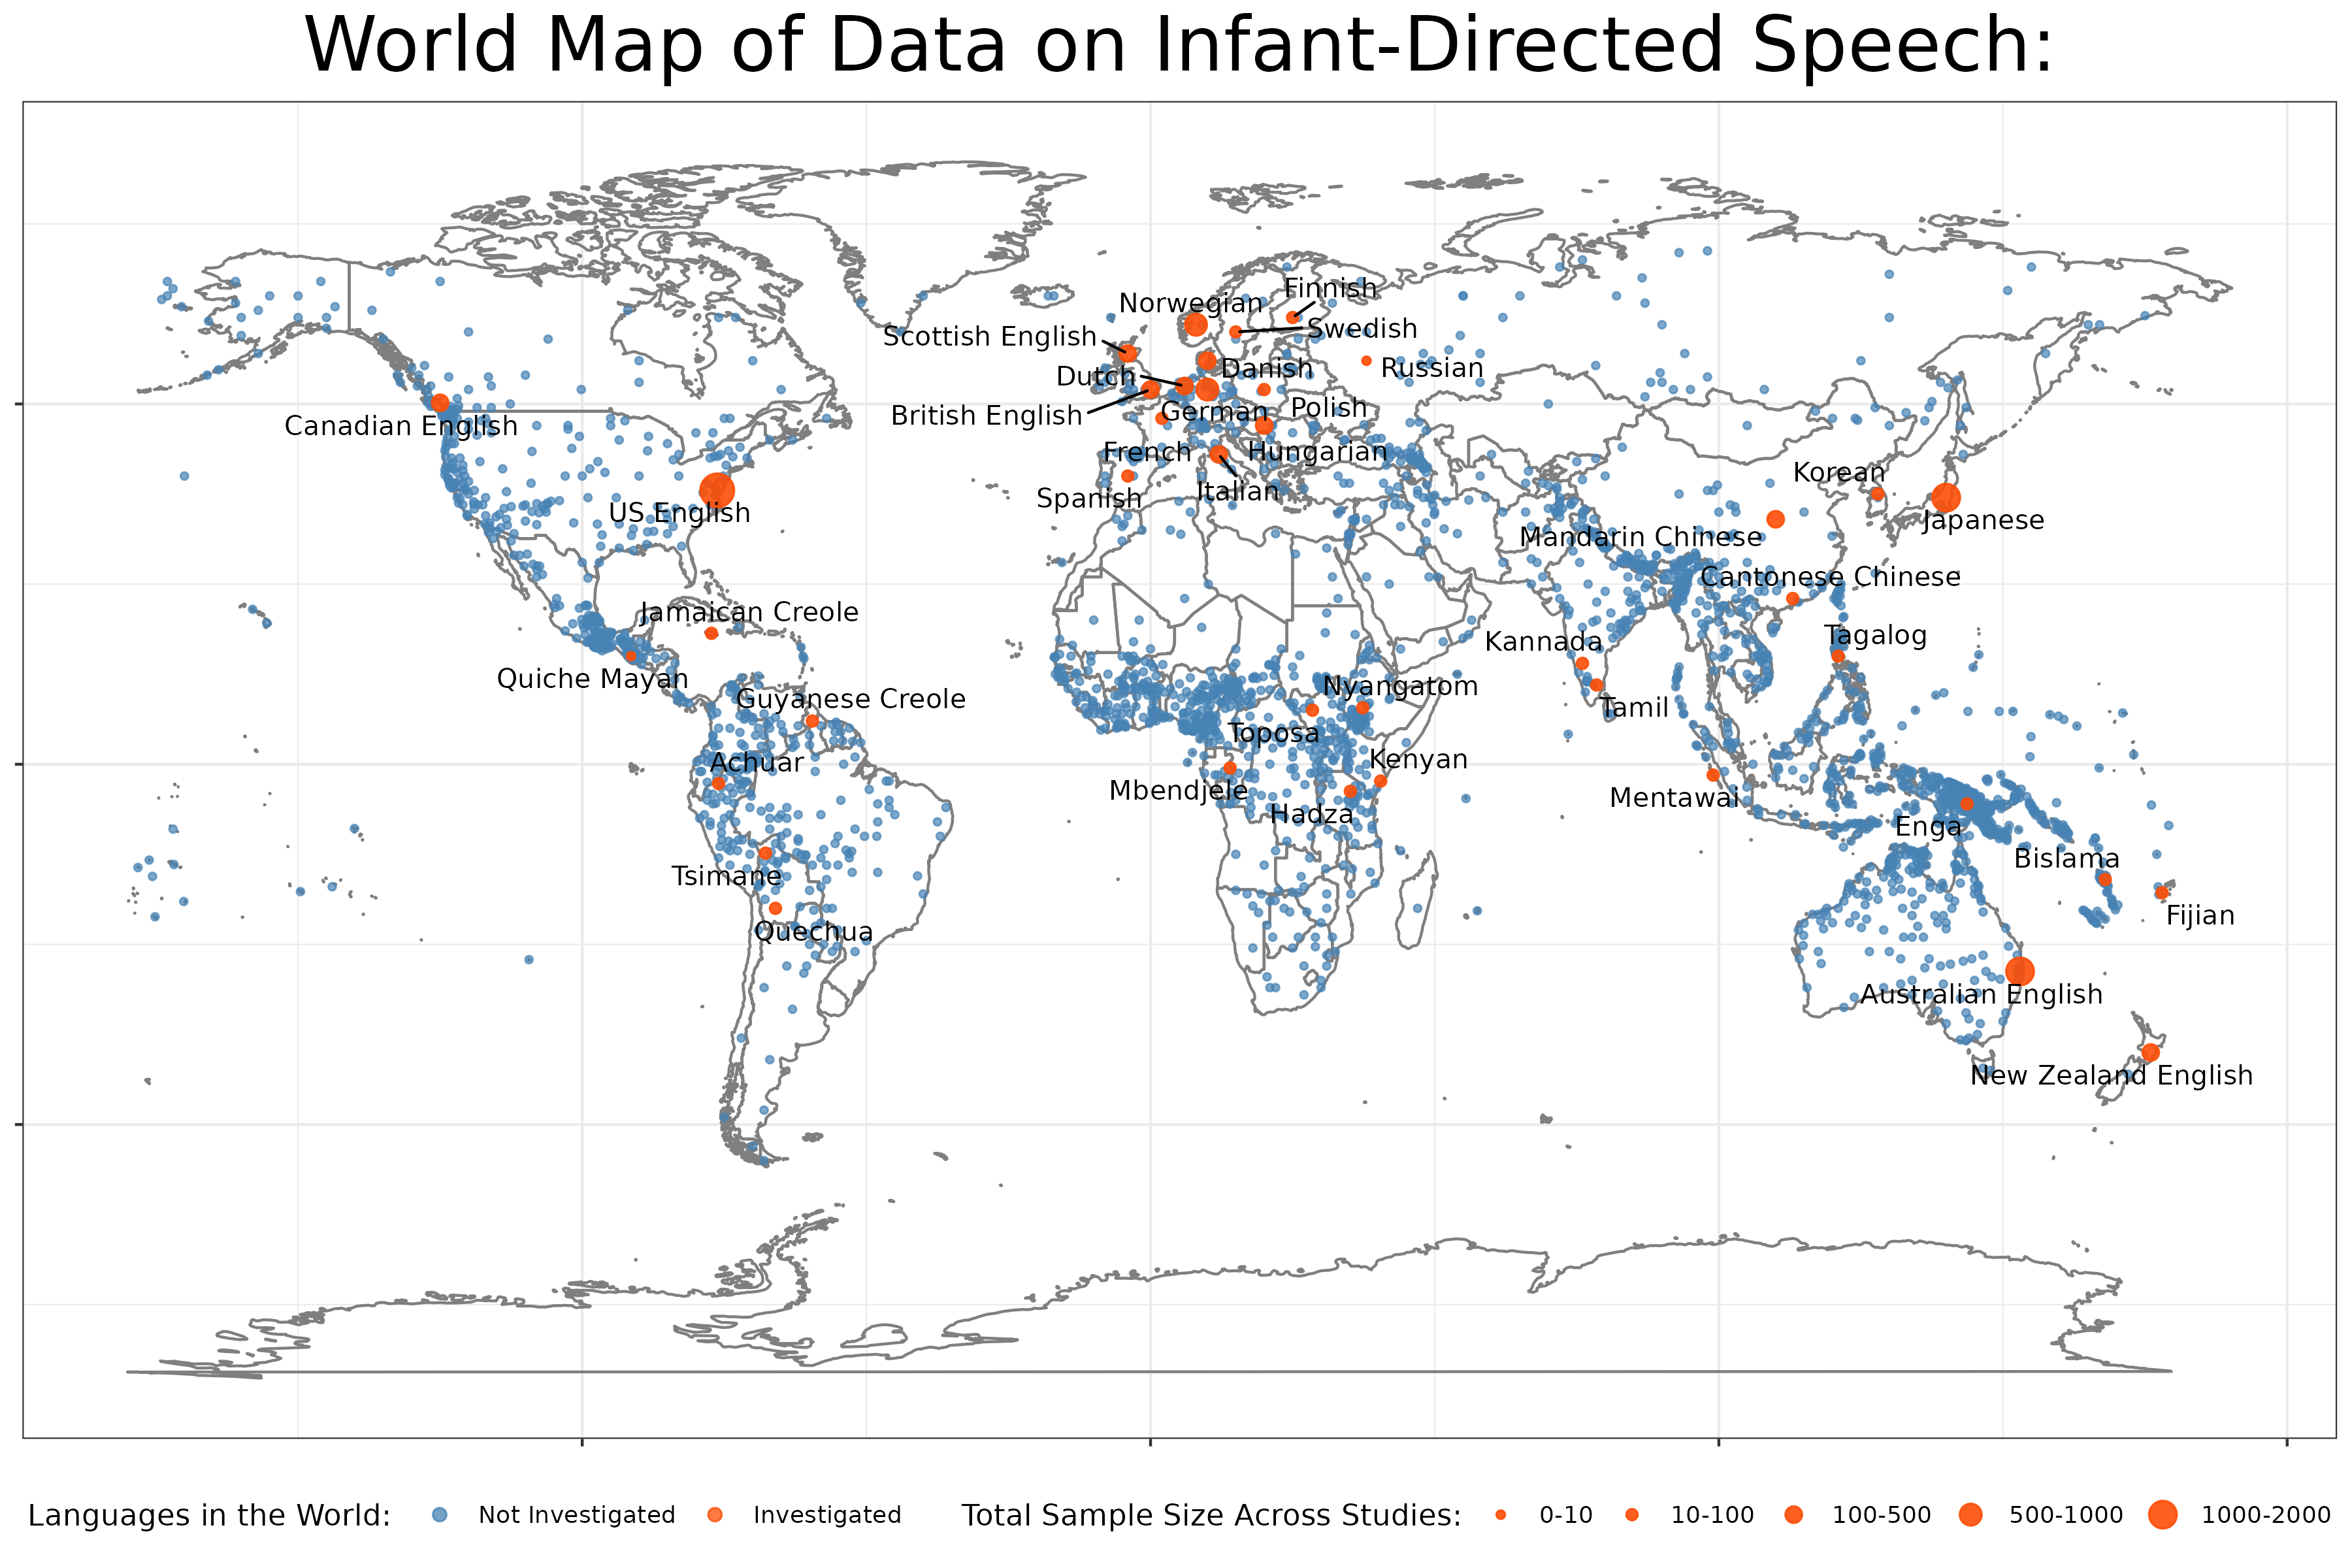 World Map of Data on Infant-Directed Speech:
Finnish
Norwegian
Swedish
Scottish English
Danish
Russian
Dutch
Polish
British English
German
Canadian English
French
Hungarian
Korean
Italian
Spanish
US English
Japanese
Mandarin Chinese
Cantonese Chinese
Jamaican Creole
Tagalog
Kannada
Quiche Mayan
Nyangatom
Guyanese Creole
Tamil
Toposa
Kenyan
Achuar
Mbendjele
Mentawai
Hadza
Enga
Bislama
Tsimane
Fijian
Quechua
Australian English
New Zealand English
Languages in the World: Not Investigated Investigated Total Sample Size Across Studies: 0-10 10-100 100-500 500-1000 1000-2000